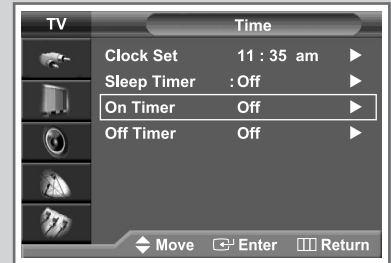 TV Time
Clock Set 11 : 35 am
Sleep Timer : Off
On Timer Off
Off Timer Off
Move Enter Return